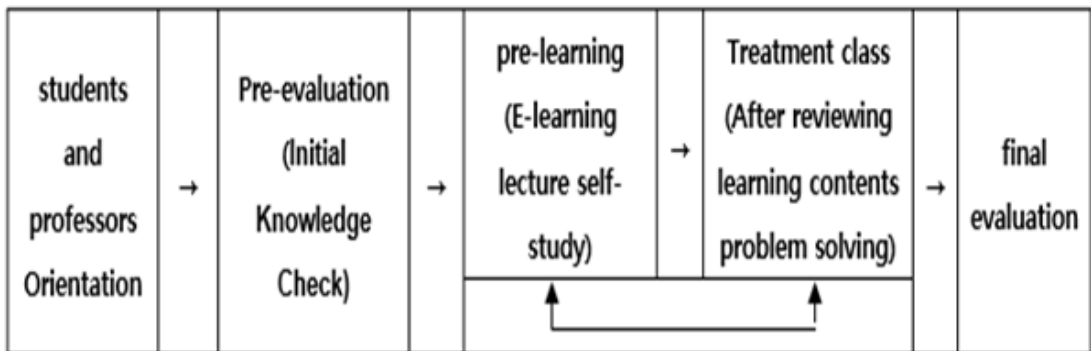 students
and
professors
Orientation
→
Pre-evaluation
(Initial
Knowledge
Check)
→
pre-learning
(E-learning
lecture self-
study)
→
Treatment class
(After reviewing
learning contents
problem solving)
→
final
evaluation